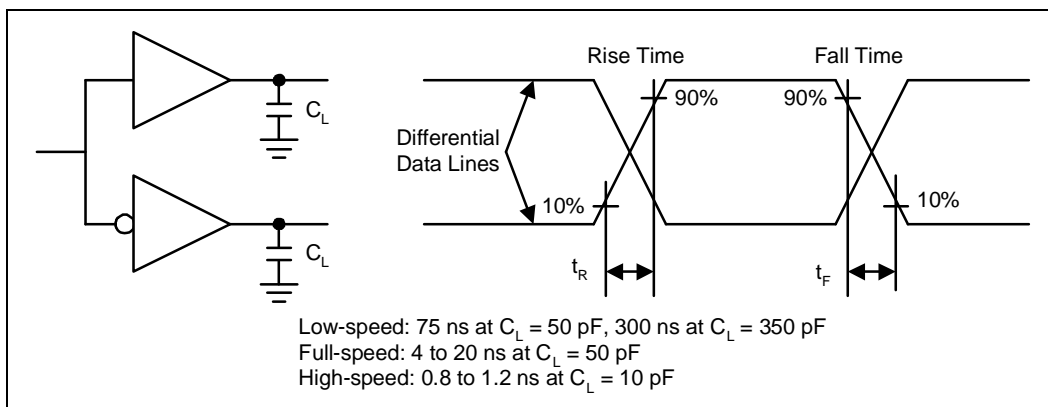 Rise Time
Fall Time
C_L
90%
90%
Differential
Data Lines
10%
10%
C_L
t_R
t_F
Low-speed: 75 ns at C_L = 50 pF, 300 ns at C_L = 350 pF
Full-speed: 4 to 20 ns at C_L = 50 pF
High-speed: 0.8 to 1.2 ns at C_L = 10 pF